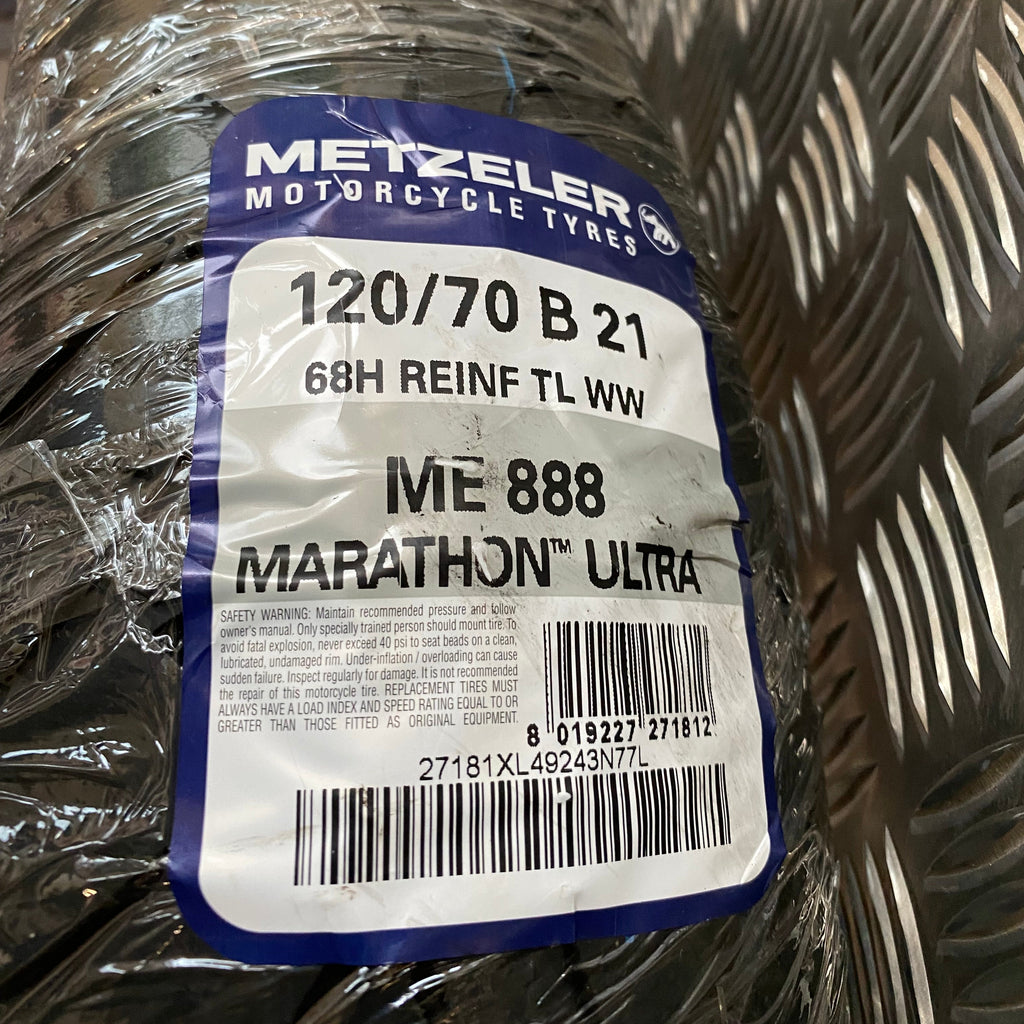 METZELER
MOTORCYCLE TYRES
120/70 B 21
68H REINF TL WW
ME 888
MARATHON™ ULTRA
SAFETY WARNING: Maintain recommended pressure and follow
owner's manual. Only specially trained person should mount tire. To
avoid fatal explosion, never exceed 40 psi to seat beads on a clean,
lubricated, undamaged rim. Under-inflation / overloading can cause
sudden failure. Inspect regularly for damage. It is not recommended
the repair of this motorcycle tire. REPLACEMENT TIRES MUST
ALWAYS HAVE A LOAD INDEX AND SPEED RATING EQUAL TO OR
GREATER THAN THOSE FITTED AS ORIGINAL EQUIPMENT.
8 019227 271812
27181XL49243N77L